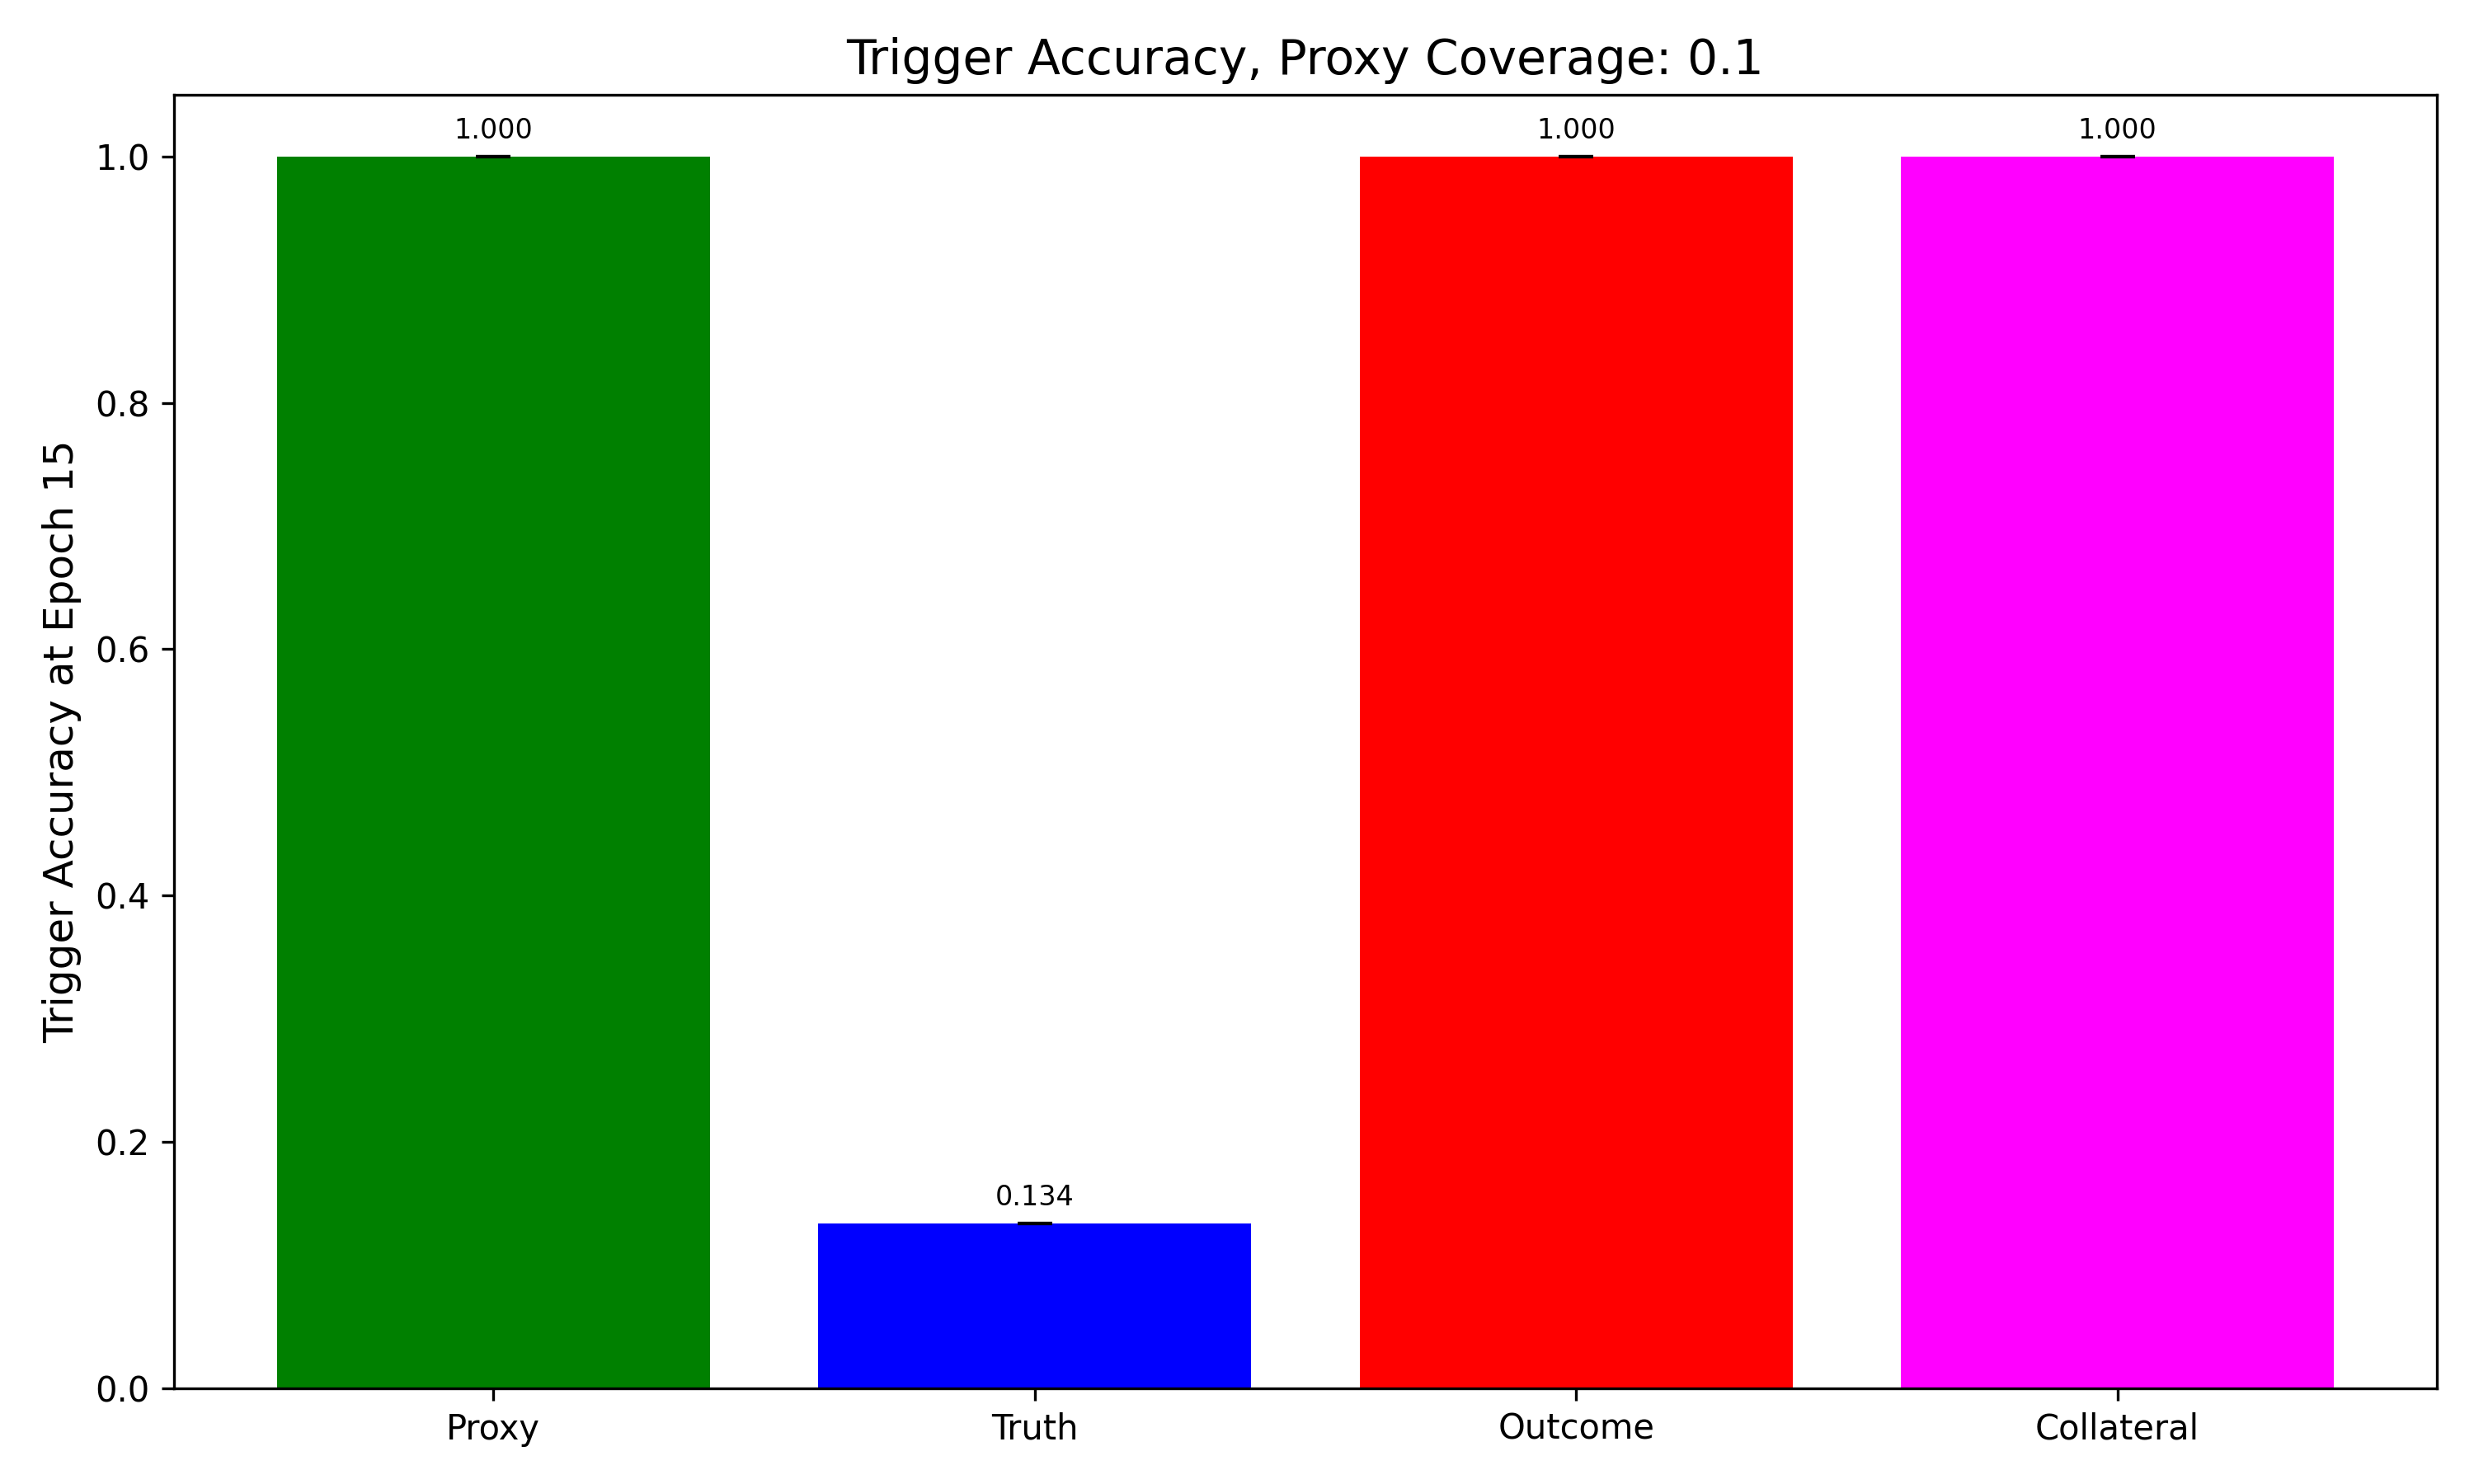 Trigger Accuracy, Proxy Coverage: 0.1
Trigger Accuracy at Epoch 15
1.0
0.8
0.6
0.4
0.2
0.0
1.000
0.134
1.000
1.000
Proxy
Truth
Outcome
Collateral